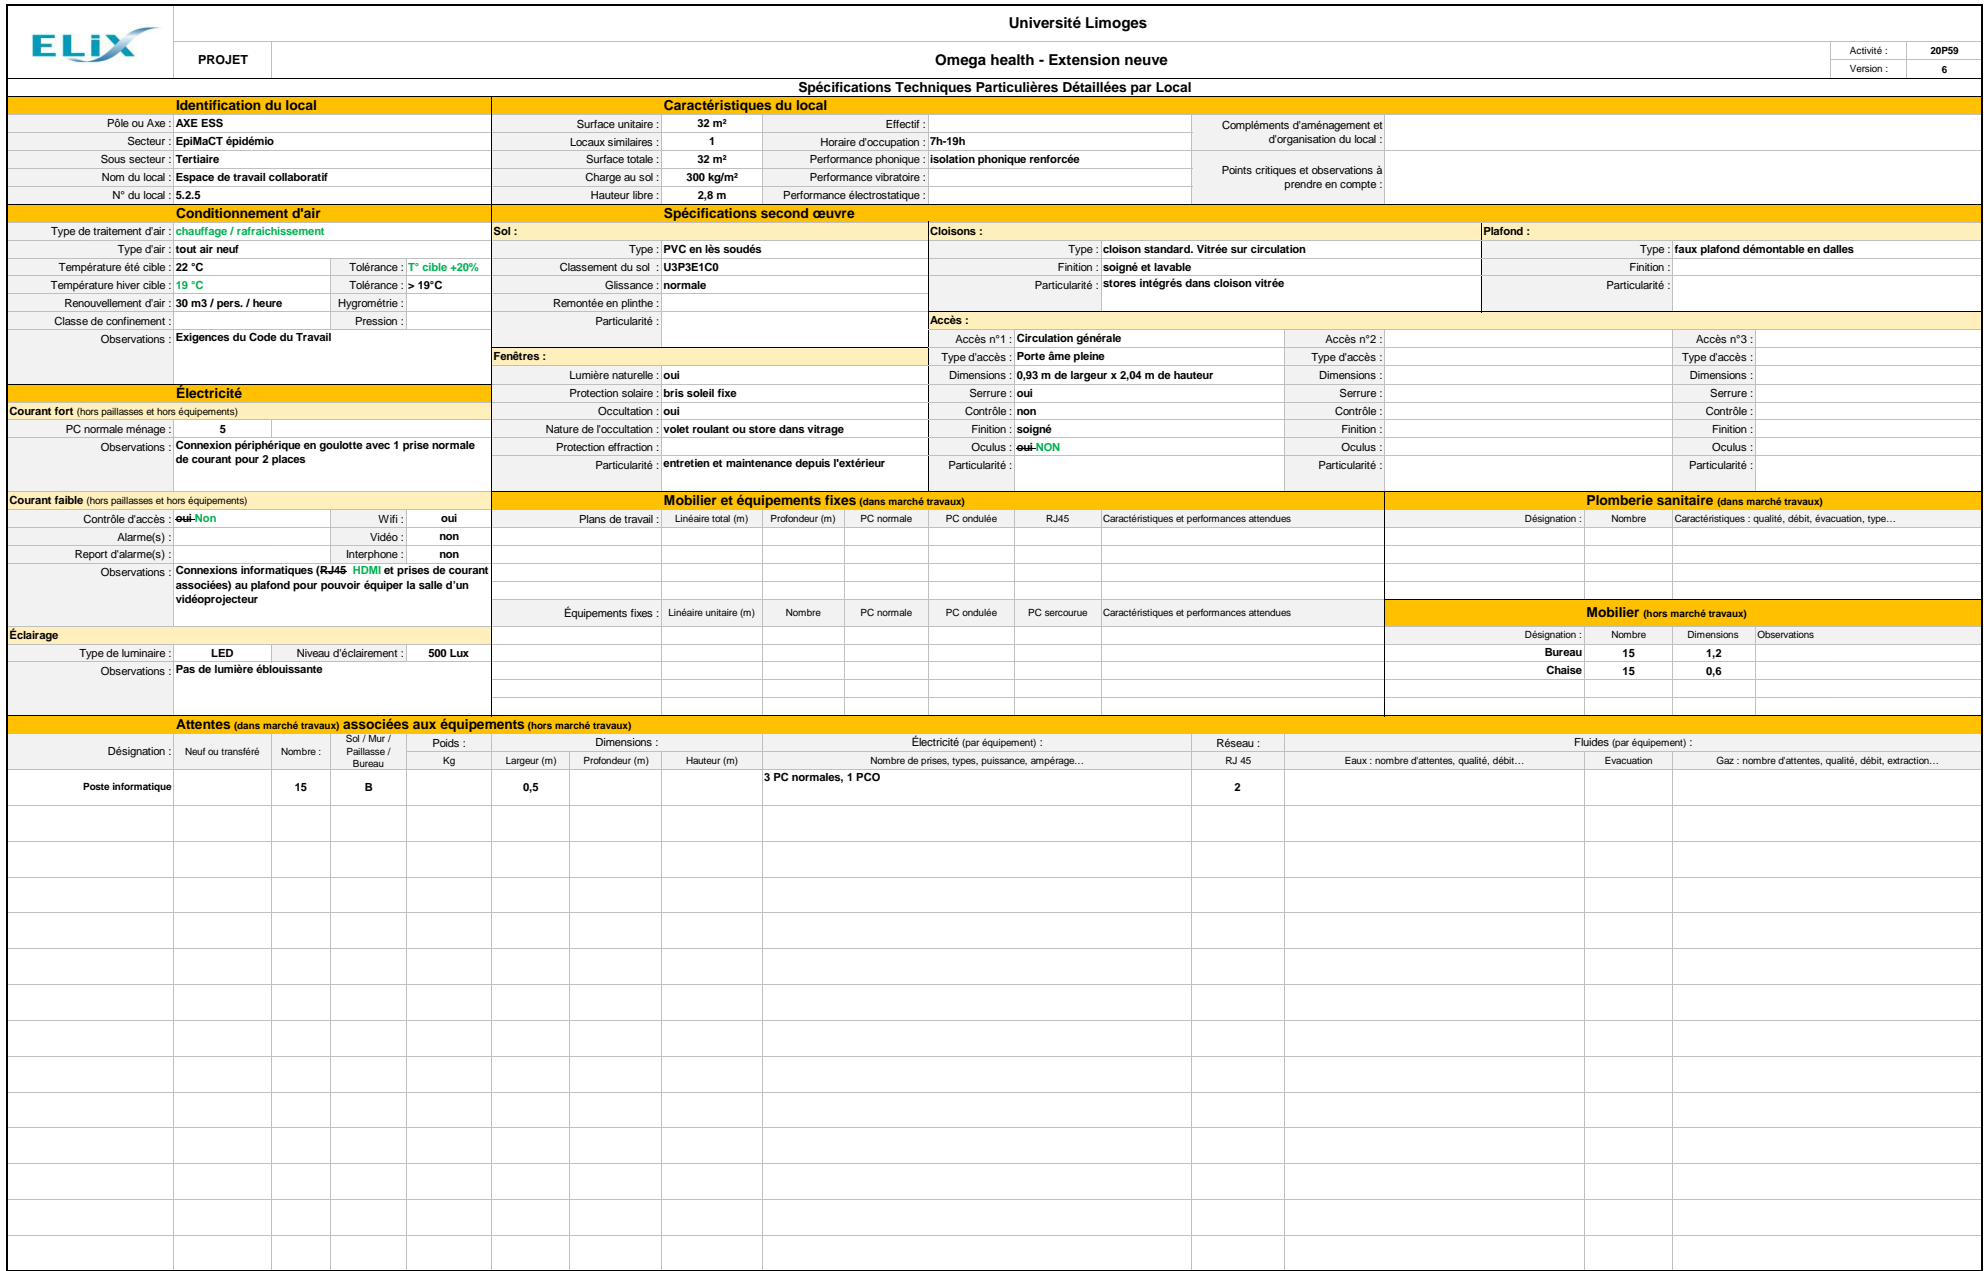 ELiX
Université Limoges
PROJET
Omega health - Extension neuve
Activité : 20P59
Version : 6
Spécifications Techniques Particulières Détaillées par Local
Identification du local
Pôle ou Axe : AXE ESS
Secteur : EpiMaCT épidémio
Sous secteur : Tertiaire
Nom du local : Espace de travail collaboratif
N° du local : 5.2.5
Caractéristiques du local
Surface unitaire : 32 m² Effectif :
Locaux similaires : 1 Horaire d'occupation : 7h-19h
Surface totale : 32 m² Performance phonique : isolation phonique renforcée
Charge au sol : 300 kg/m² Performance vibratoire :
Hauteur libre : 2,8 m Performance électrostatique :
Compléments d'aménagement et
d'organisation du local :
Points critiques et observations à
prendre en compte :
Conditionnement d'air
Type de traitement d'air : chauffage / rafraichissement
Type d'air : tout air neuf
Température été cible : 22 °C Tolérance : T° cible +20%
Température hiver cible : 19 °C Tolérance : > 19°C
Renouvellement d'air : 30 m3 / pers. / heure Hygrométrie :
Classe de confinement : Pression :
Observations : Exigences du Code du Travail
Spécifications second œuvre
Sol :
Type : PVC en lès soudés
Classement du sol : U3P3E1C0
Glissance : normale
Remontée en plinthe :
Particularité :
Cloisons :
Type : cloison standard. Vitrée sur circulation
Finition : soigné et lavable
Particularité : stores intégrés dans cloison vitrée
Plafond :
Type : faux plafond démontable en dalles
Finition :
Particularité :
Fenêtres :
Lumière naturelle : oui
Protection solaire : bris soleil fixe
Occultation : oui
Nature de l'occultation : volet roulant ou store dans vitrage
Protection effraction :
Particularité : entretien et maintenance depuis l'extérieur
Accès :
Accès n°1 : Circulation générale Accès n°2 : Accès n°3 :
Type d'accès : Porte âme pleine Type d'accès : Type d'accès :
Dimensions : 0,93 m de largeur x 2,04 m de hauteur Dimensions : Dimensions :
Serrure : oui Serrure : Serrure :
Contrôle : non Contrôle : Contrôle :
Finition : soigné Finition : Finition :
Oculus : oui NON Oculus : Oculus :
Particularité : Particularité : Particularité :
Électricité
Courant fort (hors paillasses et hors équipements)
PC normale ménage : 5
Observations : Connexion périphérique en goulotte avec 1 prise normale
de courant pour 2 places
Courant faible (hors paillasses et hors équipements)
Contrôle d'accès : oui Non Wifi : oui
Alarme(s) : Vidéo : non
Report d'alarme(s) : Interphone : non
Observations : Connexions informatiques (RJ45 HDMI et prises de courant
associées) au plafond pour pouvoir équiper la salle d'un
vidéoprojecteur
Éclairage
Type de luminaire : LED Niveau d'éclairement : 500 Lux
Observations : Pas de lumière éblouissante
Mobilier et équipements fixes (dans marché travaux)
Plans de travail : Linéaire total (m) Profondeur (m) PC normale PC ondulée RJ45 Caractéristiques et performances attendues
Équipements fixes : Linéaire unitaire (m) Nombre PC normale PC ondulée PC sercourue Caractéristiques et performances attendues
Plomberie sanitaire (dans marché travaux)
Désignation : Nombre Caractéristiques : qualité, débit, évacuation, type…
Mobilier (hors marché travaux)
Désignation : Nombre Dimensions Observations
Bureau 15 1,2
Chaise 15 0,6
Attentes (dans marché travaux) associées aux équipements (hors marché travaux)
Désignation : Neuf ou transféré Nombre : Sol / Mur / Paillasse / Bureau Poids : Dimensions : Électricité (par équipement) : Réseau : Fluides (par équipement) :
Kg Largeur (m) Profondeur (m) Hauteur (m) Nombre de prises, types, puissance, ampérage… RJ 45 Eaux : nombre d'attentes, qualité, débit… Evacuation Gaz : nombre d'attentes, qualité, débit, extraction…
Poste informatique 15 B 0,5 3 PC normales, 1 PCO 2